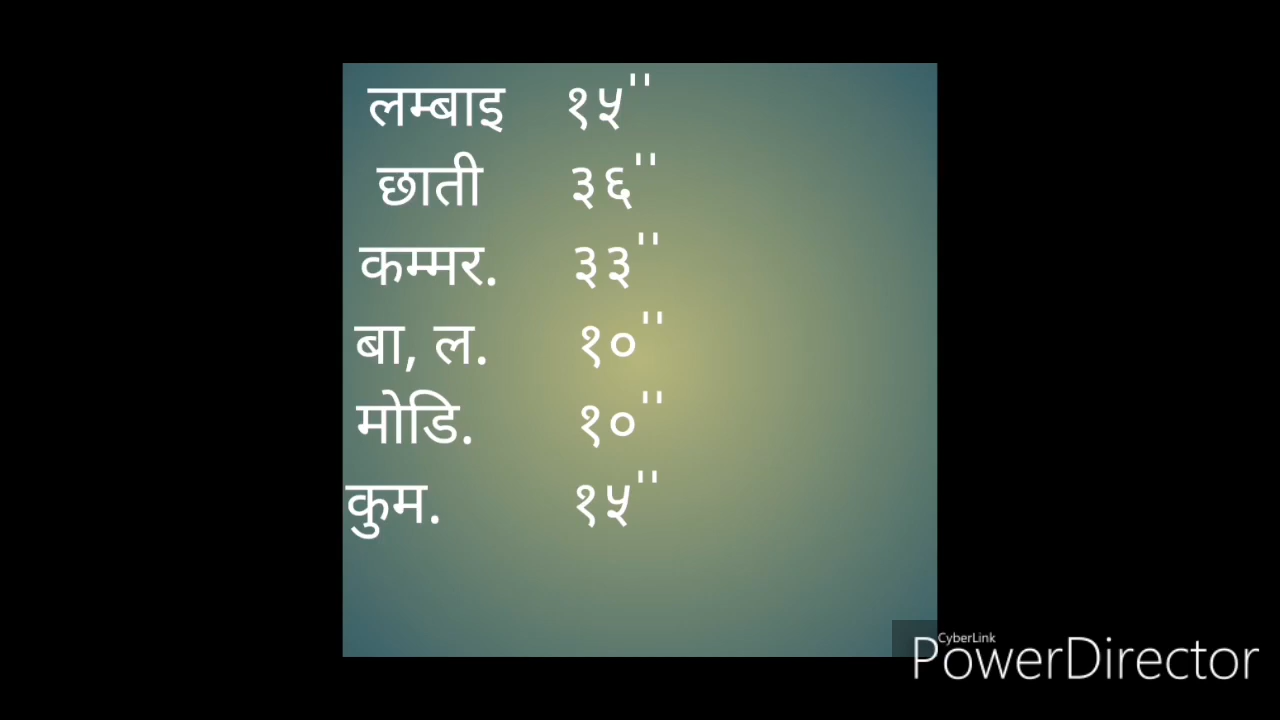 लम्बाइ १५''
छाती ३६''
कम्मर. ३३''
बा, ल. १०''
मोडि. १०''
कुम. १५''
CyberLink
PowerDirector